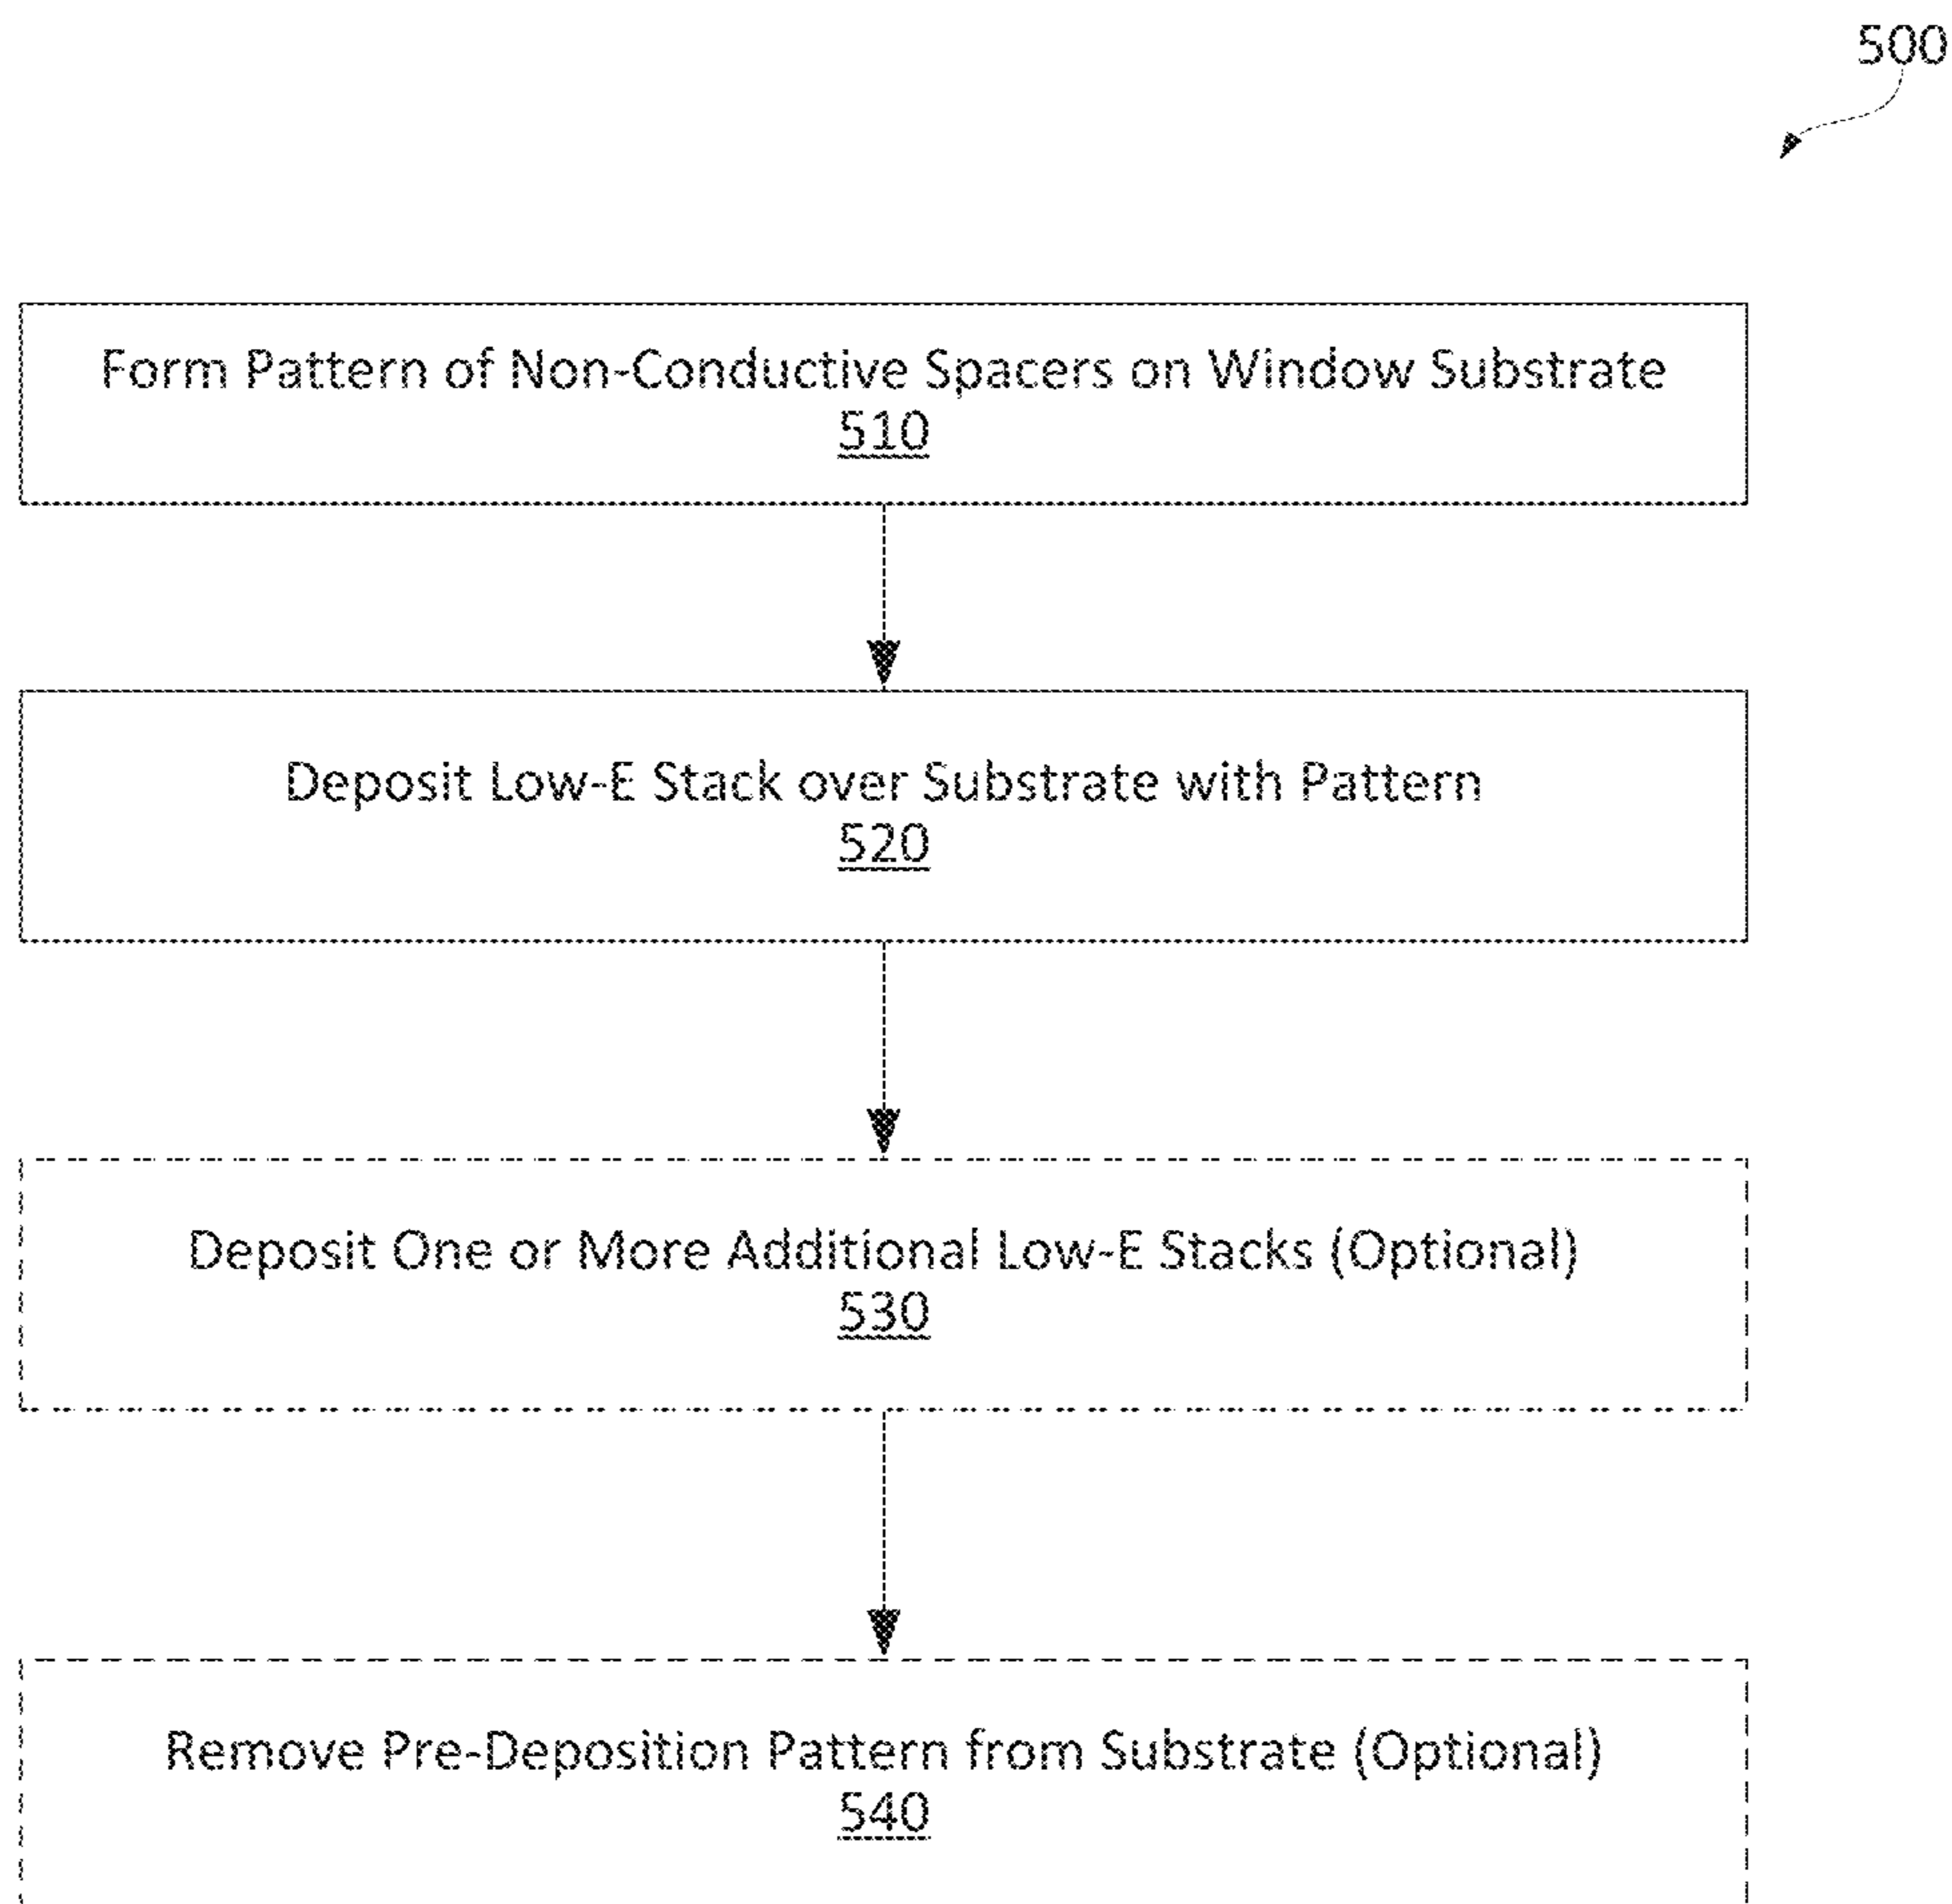 500
Form Pattern of Non-Conductive Spacers on Window Substrate
510
Deposit Low-E Stack over Substrate with Pattern
520
Deposit One or More Additional Low-E Stacks (Optional)
530
Remove Pre-Deposition Pattern from Substrate (Optional)
540